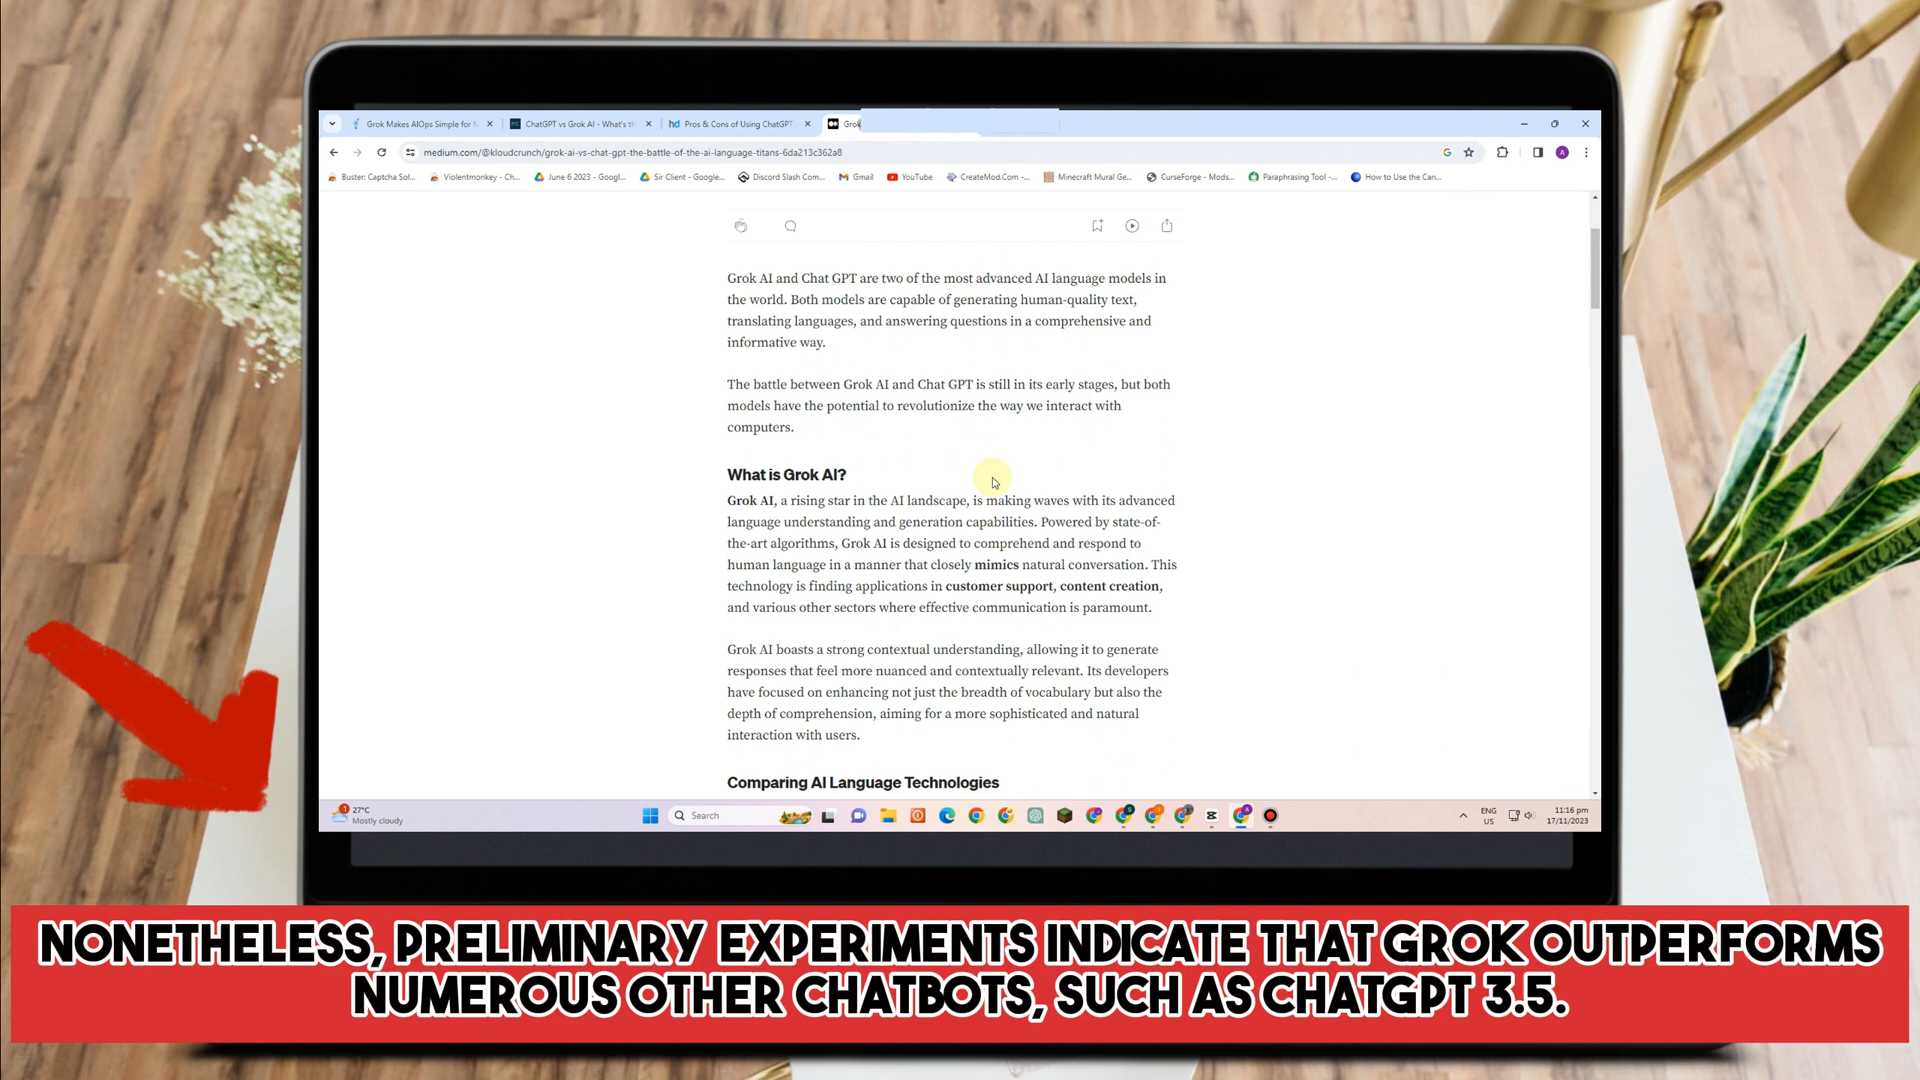 Grok Makes AIOps Simple for
ChatGPT vs Grok AI - What's th
hd Pros & Cons of Using ChatGPT
Grok
medium.com/@kloudcrunch/grok-ai-vs-chat-gpt-the-battle-of-the-ai-language-titans-6da213c362a8
Buster: Captcha Sol...
Violentmonkey - Ch...
June 6 2023 - Googl...
Sir Client - Google...
Discord Slash Com...
Gmail
YouTube
CreateMod.Com -...
Minecraft Mural Ge...
CurseForge - Mods...
Paraphrasing Tool -...
How to Use the Can...
Grok AI and Chat GPT are two of the most advanced AI language models in
the world. Both models are capable of generating human-quality text,
translating languages, and answering questions in a comprehensive and
informative way.
The battle between Grok AI and Chat GPT is still in its early stages, but both
models have the potential to revolutionize the way we interact with
computers.
What is Grok AI?
Grok AI, a rising star in the AI landscape, is making waves with its advanced
language understanding and generation capabilities. Powered by state-of-
the-art algorithms, Grok AI is designed to comprehend and respond to
human language in a manner that closely mimics natural conversation. This
technology is finding applications in customer support, content creation,
and various other sectors where effective communication is paramount.
Grok AI boasts a strong contextual understanding, allowing it to generate
responses that feel more nuanced and contextually relevant. Its developers
have focused on enhancing not just the breadth of vocabulary but also the
depth of comprehension, aiming for a more sophisticated and natural
interaction with users.
Comparing AI Language Technologies
1
27°C
Mostly cloudy
Search
ENG
US
11:16 pm
17/11/2023
NONETHELESS, PRELIMINARY EXPERIMENTS INDICATE THAT GROK OUTPERFORMS
NUMEROUS OTHER CHATBOTS, SUCH AS CHATGPT 3.5.